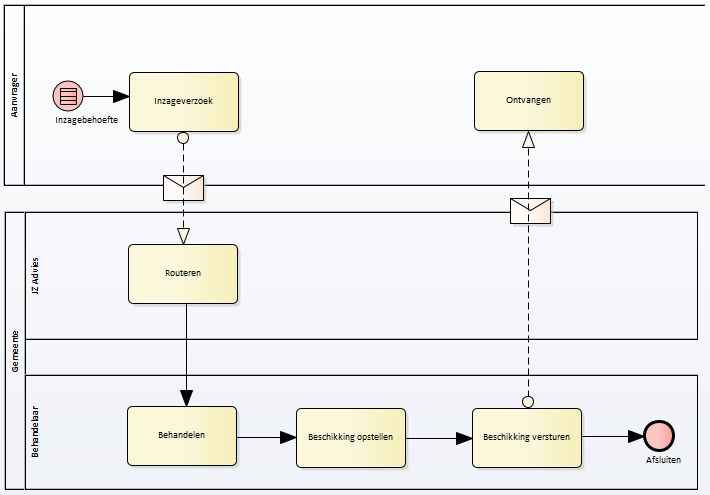 Aanvrager
Inzagebehoefte
Inzageverzoek
Ontvangen
Gemeente
JZ Advies
Routeren
Behandelaar
Behandelen
Beschikking opstellen
Beschikking versturen
Afsluiten